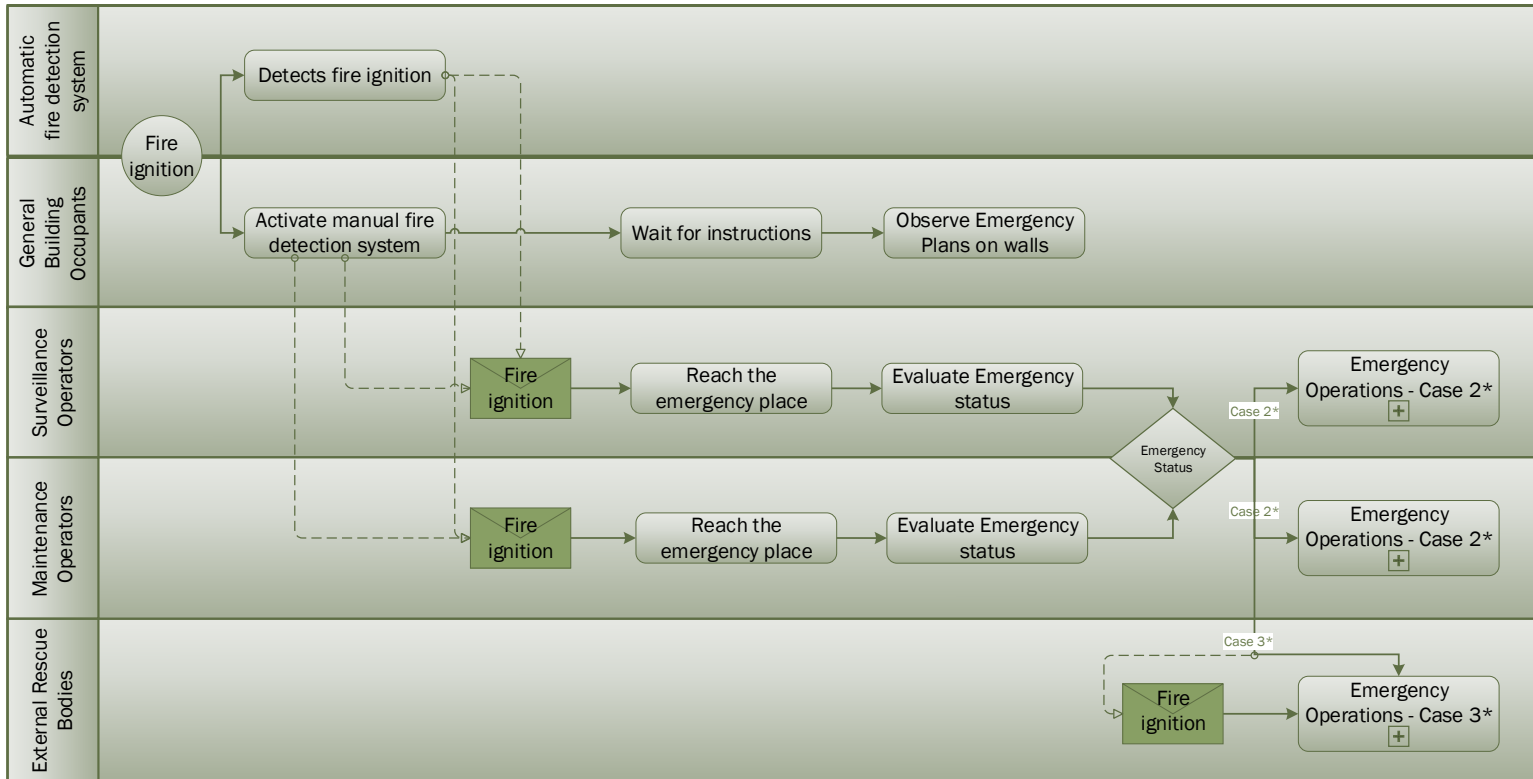 Automatic
fire detection
system
Fire
ignition
Detects fire ignition
General
Building
Occupants
Activate manual fire
detection system
Wait for instructions
Observe Emergency
Plans on walls
Surveillance
Operators
Fire
ignition
Reach the
emergency place
Evaluate Emergency
status
Emergency
Status
Case 2*
Emergency
Operations - Case 2*
Maintenance
Operators
Fire
ignition
Reach the
emergency place
Evaluate Emergency
status
Case 2*
Emergency
Operations - Case 2*
External Rescue
Bodies
Case 3*
Fire
ignition
Emergency
Operations - Case 3*